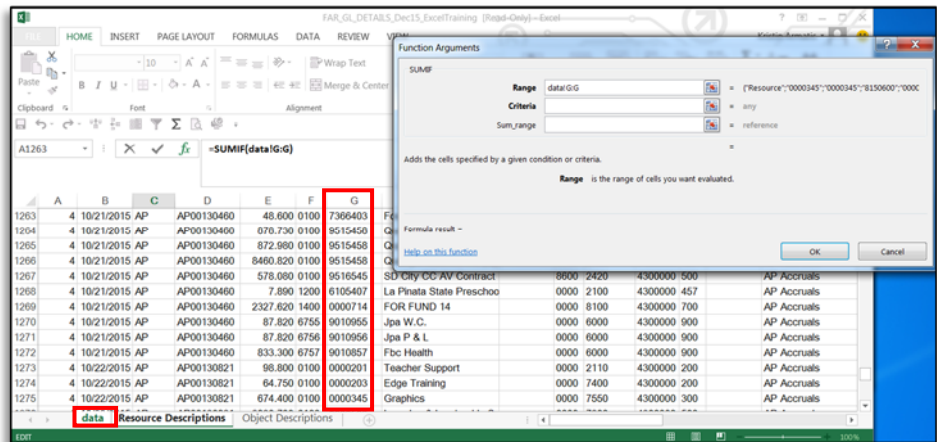 FAR_GL_DETAILS_Dec15_ExcelTraining [Read-Only] - Excel
FILE HOME INSERT PAGE LAYOUT FORMULAS DATA REVIEW VIEW
Paste
10
Wrap Text
Merge & Center
Clipboard Font Alignment
A1263 fx =SUMIF(data!G:G)
Function Arguments
SUMIF
Range data!G:G = {"Resource";"0000345";"0000345";"8150600";"000C
Criteria = any
Sum_range = reference
=
Adds the cells specified by a given condition or criteria.
Range is the range of cells you want evaluated.
Formula result =
Help on this function
OK Cancel
A B C D E F G
1263 4 10/21/2015 AP AP00130460 48.600 0100 7366403
1264 4 10/21/2015 AP AP00130460 0100 9515458
1265 4 10/21/2015 AP AP00130460 872.980 0100 9515458
1266 4 10/21/2015 AP AP00130460 8460.820 0100 9515458
1267 4 10/21/2015 AP AP00130460 578.080 0100 9516545 SD City CC AV Contract 8600 2420 4300000 500 AP Accruals
1268 4 10/21/2015 AP AP00130460 7.890 1200 6105407 La Pinata State Preschoo 0000 2100 4300000 457 AP Accruals
1269 4 10/21/2015 AP AP00130460 2327.620 1400 0000714 FOR FUND 14 0000 8100 4300000 700 AP Accruals
1270 4 10/21/2015 AP AP00130460 87.820 6755 9010955 Jpa W.C. 0000 6000 4300000 900 AP Accruals
1271 4 10/21/2015 AP AP00130460 87.820 6756 9010956 Jpa P & L 0000 6000 4300000 900 AP Accruals
1272 4 10/21/2015 AP AP00130460 833.300 6757 9010857 Fbc Health 0000 6000 4300000 900 AP Accruals
1273 4 10/22/2015 AP AP00130821 98.800 0100 0000201 Teacher Support 0000 2110 4300000 200 AP Accruals
1274 4 10/22/2015 AP AP00130821 64.750 0100 0000203 Edge Training 0000 7400 4300000 200 AP Accruals
1275 4 10/22/2015 AP AP00130821 674.400 0100 0000345 Graphics 0000 7550 4300000 300 AP Accruals
data Resource Descriptions Object Descriptions
EDIT 100%